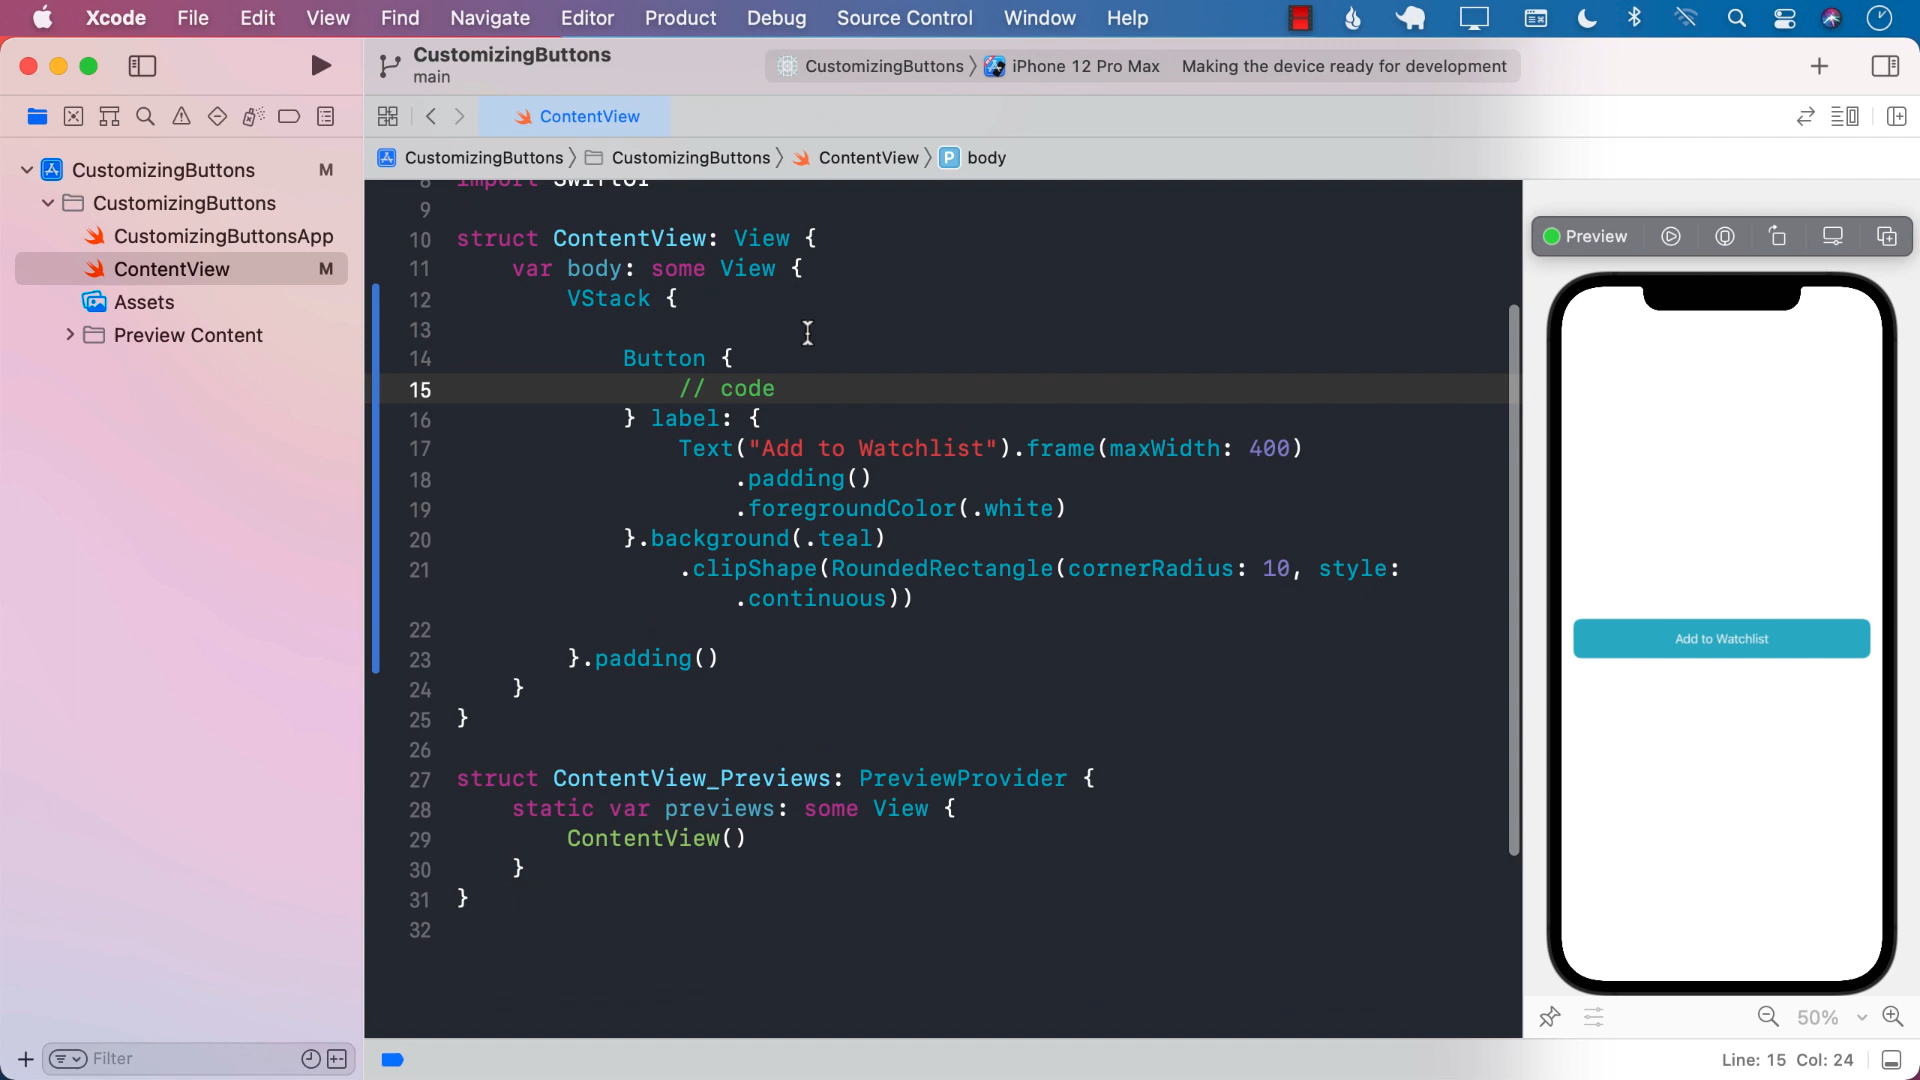 Xcode File Edit View Find Navigate Editor Product Debug Source Control Window Help
CustomizingButtons
main
CustomizingButtons 〉 iPhone 12 Pro Max Making the device ready for development
ContentView
CustomizingButtons 〉 CustomizingButtons 〉 ContentView 〉 P body
CustomizingButtons M
CustomizingButtons
CustomizingButtonsApp
ContentView M
Assets
Preview Content
8 import SwiftUI
9
10 struct ContentView: View {
11 var body: some View {
12 VStack {
13
14 Button {
15 // code
16 } label: {
17 Text("Add to Watchlist").frame(maxWidth: 400)
18 .padding()
19 .foregroundColor(.white)
20 }.background(.teal)
21 .clipShape(RoundedRectangle(cornerRadius: 10, style:
.continuous))
22
23 }.padding()
24 }
25 }
26
27 struct ContentView_Previews: PreviewProvider {
28 static var previews: some View {
29 ContentView()
30 }
31 }
32
Preview
Add to Watchlist
50%
Filter
Line: 15 Col: 24